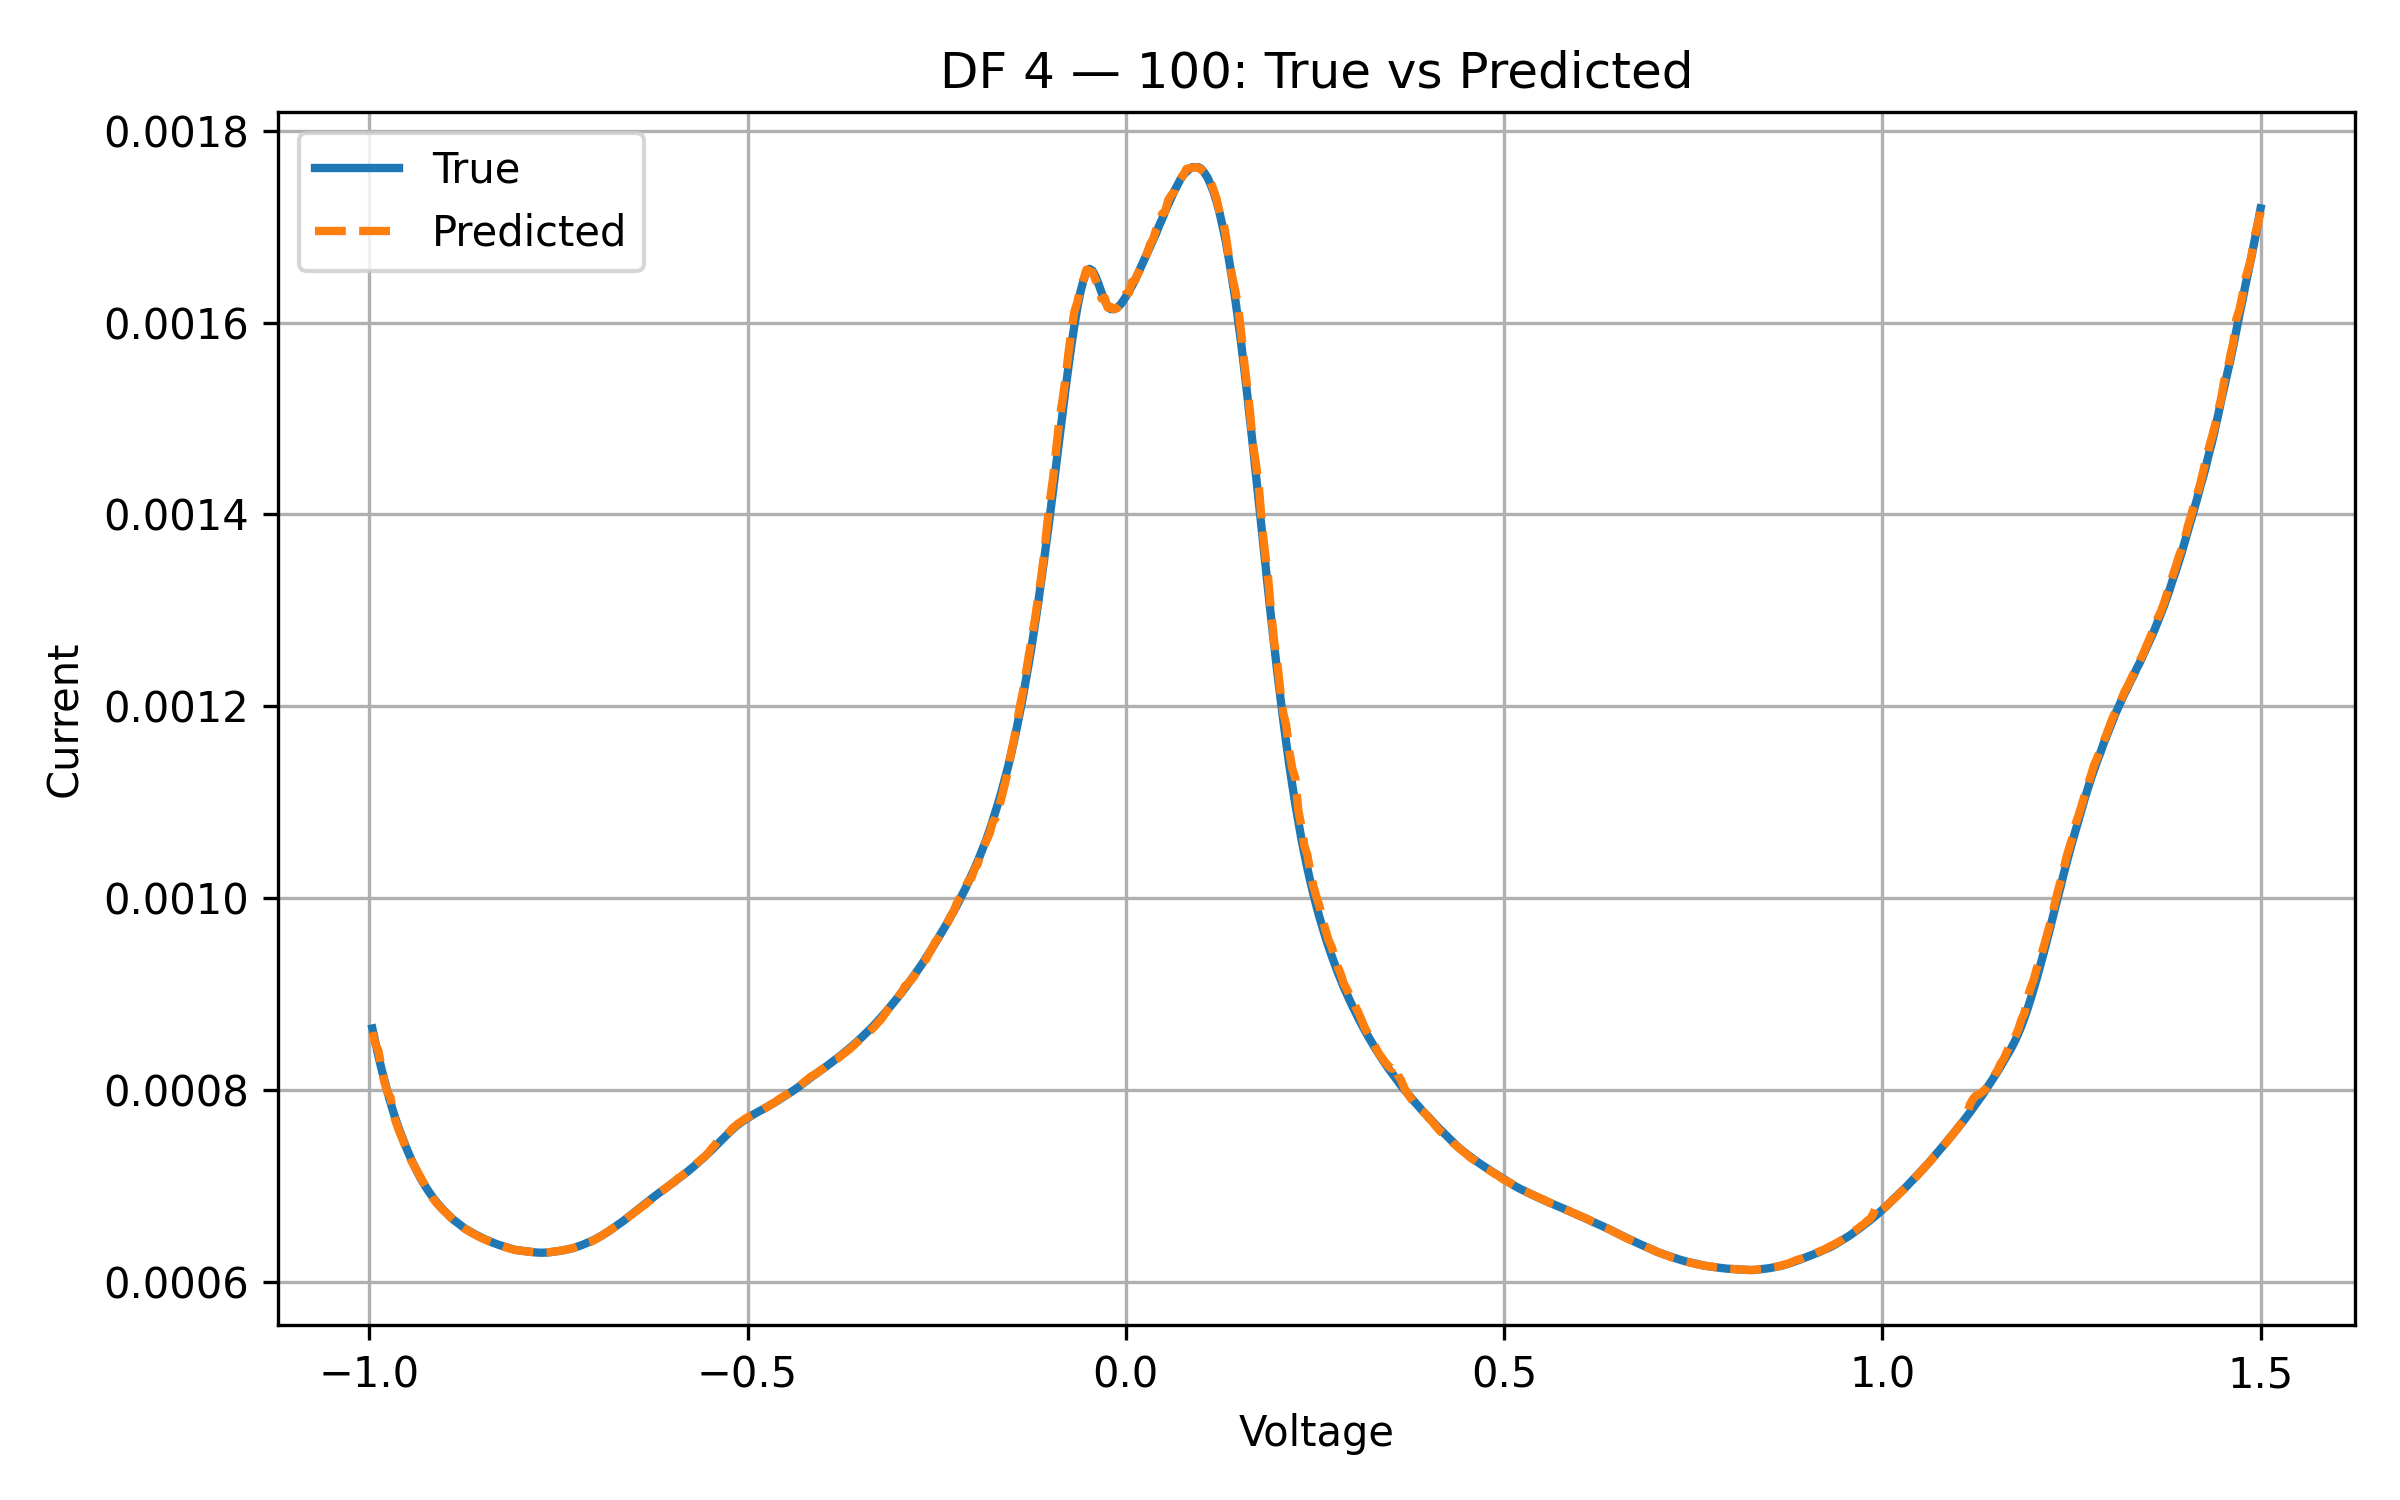 DF 4 — 100: True vs Predicted
True
Predicted
0.0018
0.0016
0.0014
0.0012
0.0010
0.0008
0.0006
Current
−1.0 −0.5 0.0 0.5 1.0 1.5
Voltage